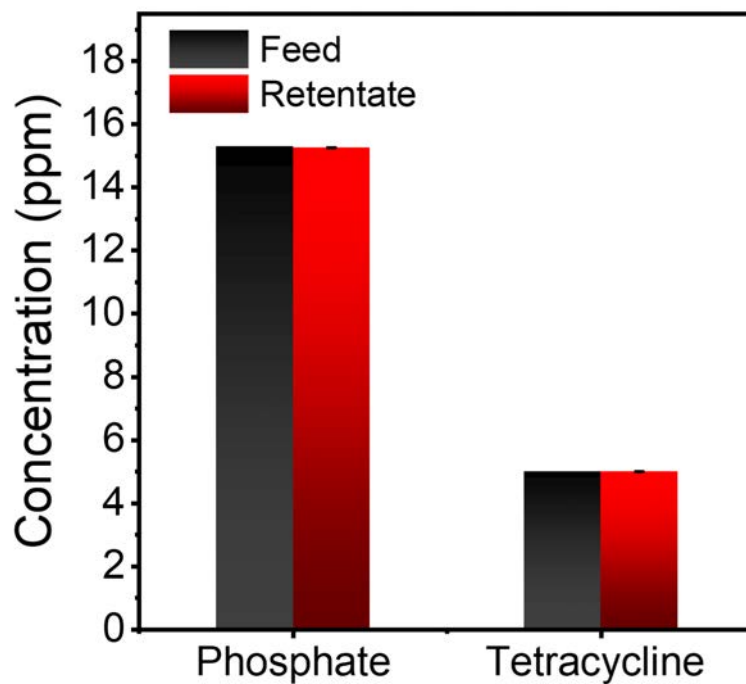 Feed
Retentate
Concentration (ppm)
18
16
14
12
10
8
6
4
2
0
Phosphate Tetracycline